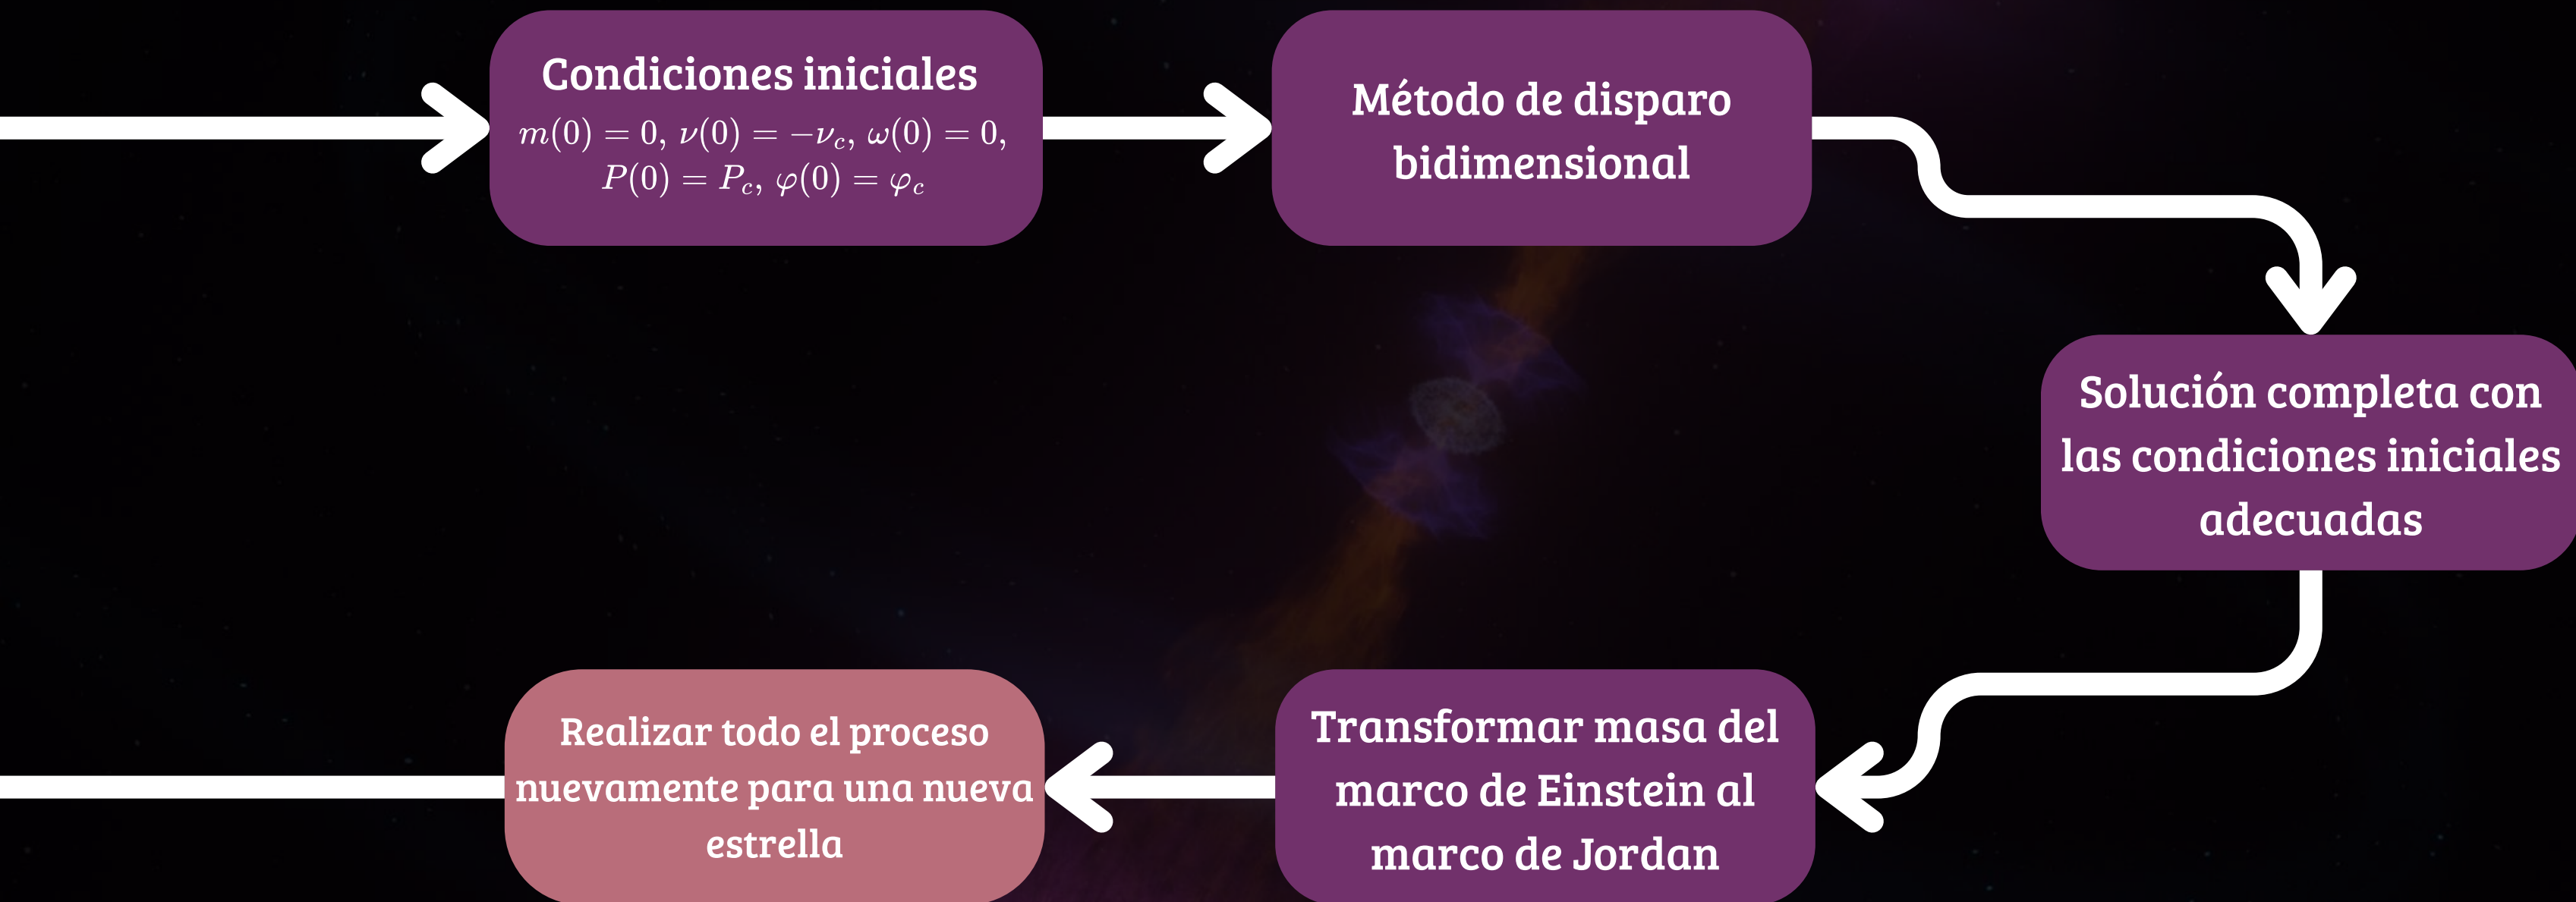 Condiciones iniciales
m(0) = 0, ν(0) = −ν_c, ω(0) = 0,
P(0) = P_c, φ(0) = φ_c
Método de disparo
bidimensional
Solución completa con
las condiciones iniciales
adecuadas
Transformar masa del
marco de Einstein al
marco de Jordan
Realizar todo el proceso
nuevamente para una nueva
estrella